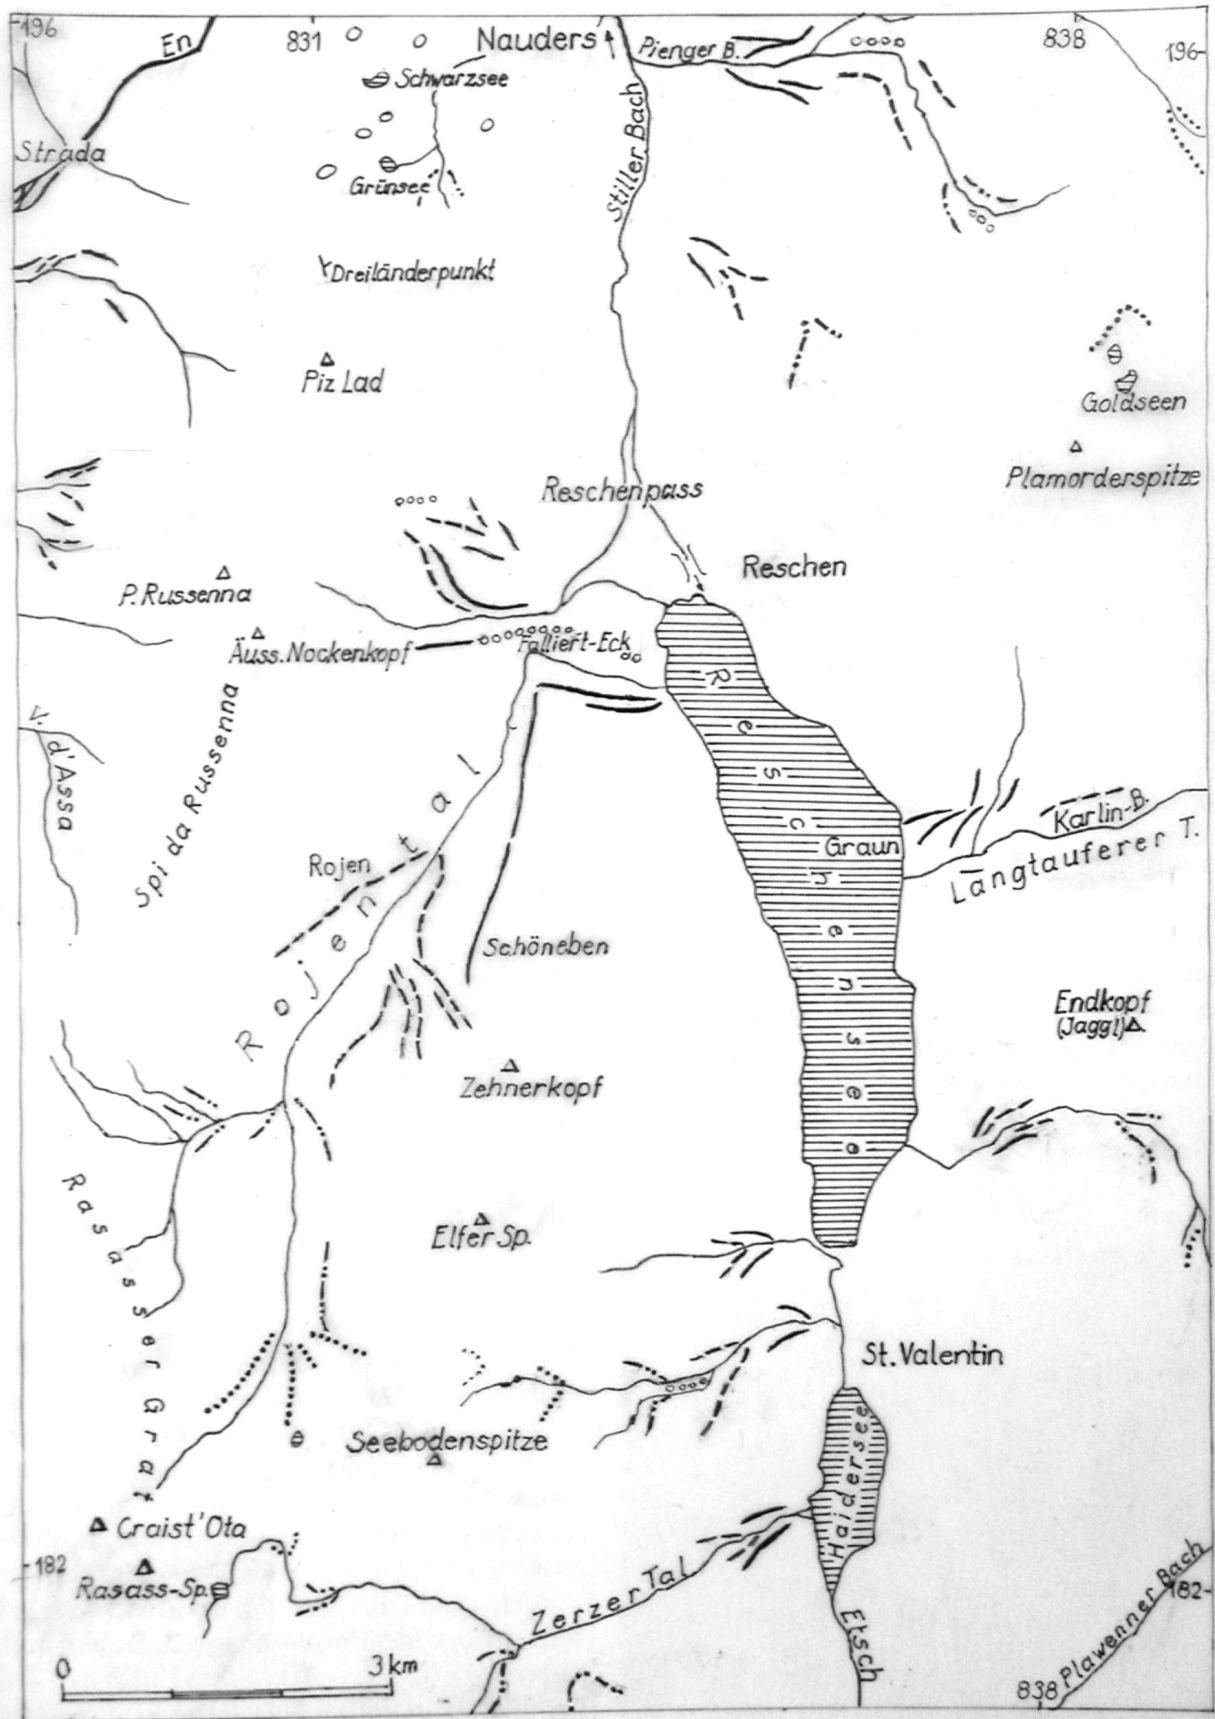 196
En
831
Nauders
Pienger B.
838
196
Schwarzsee
Stiller Bach
Strada
Grünsee
Dreiländerpunkt
Piz Lad
Goldseen
Plamorderspitze
Reschenpass
Reschen
P. Russenna
Äuss. Nockenkopf
Falliert-Eck
V. d'Assa
Spi da Russenna
Reschensee
Rojental
Rojen
Graun
Karlin-B.
Langtauferer T.
Schöneben
Endkopf
(Jaggl)
Zehnerkopf
Rasasser Grat
Elfer Sp.
St. Valentin
Seebodenspitze
Haidersee
Craist'Ota
182
Rasass-Sp.
Zerzer Tal
Etsch
Plawenner Bach
182
0
3 km
838